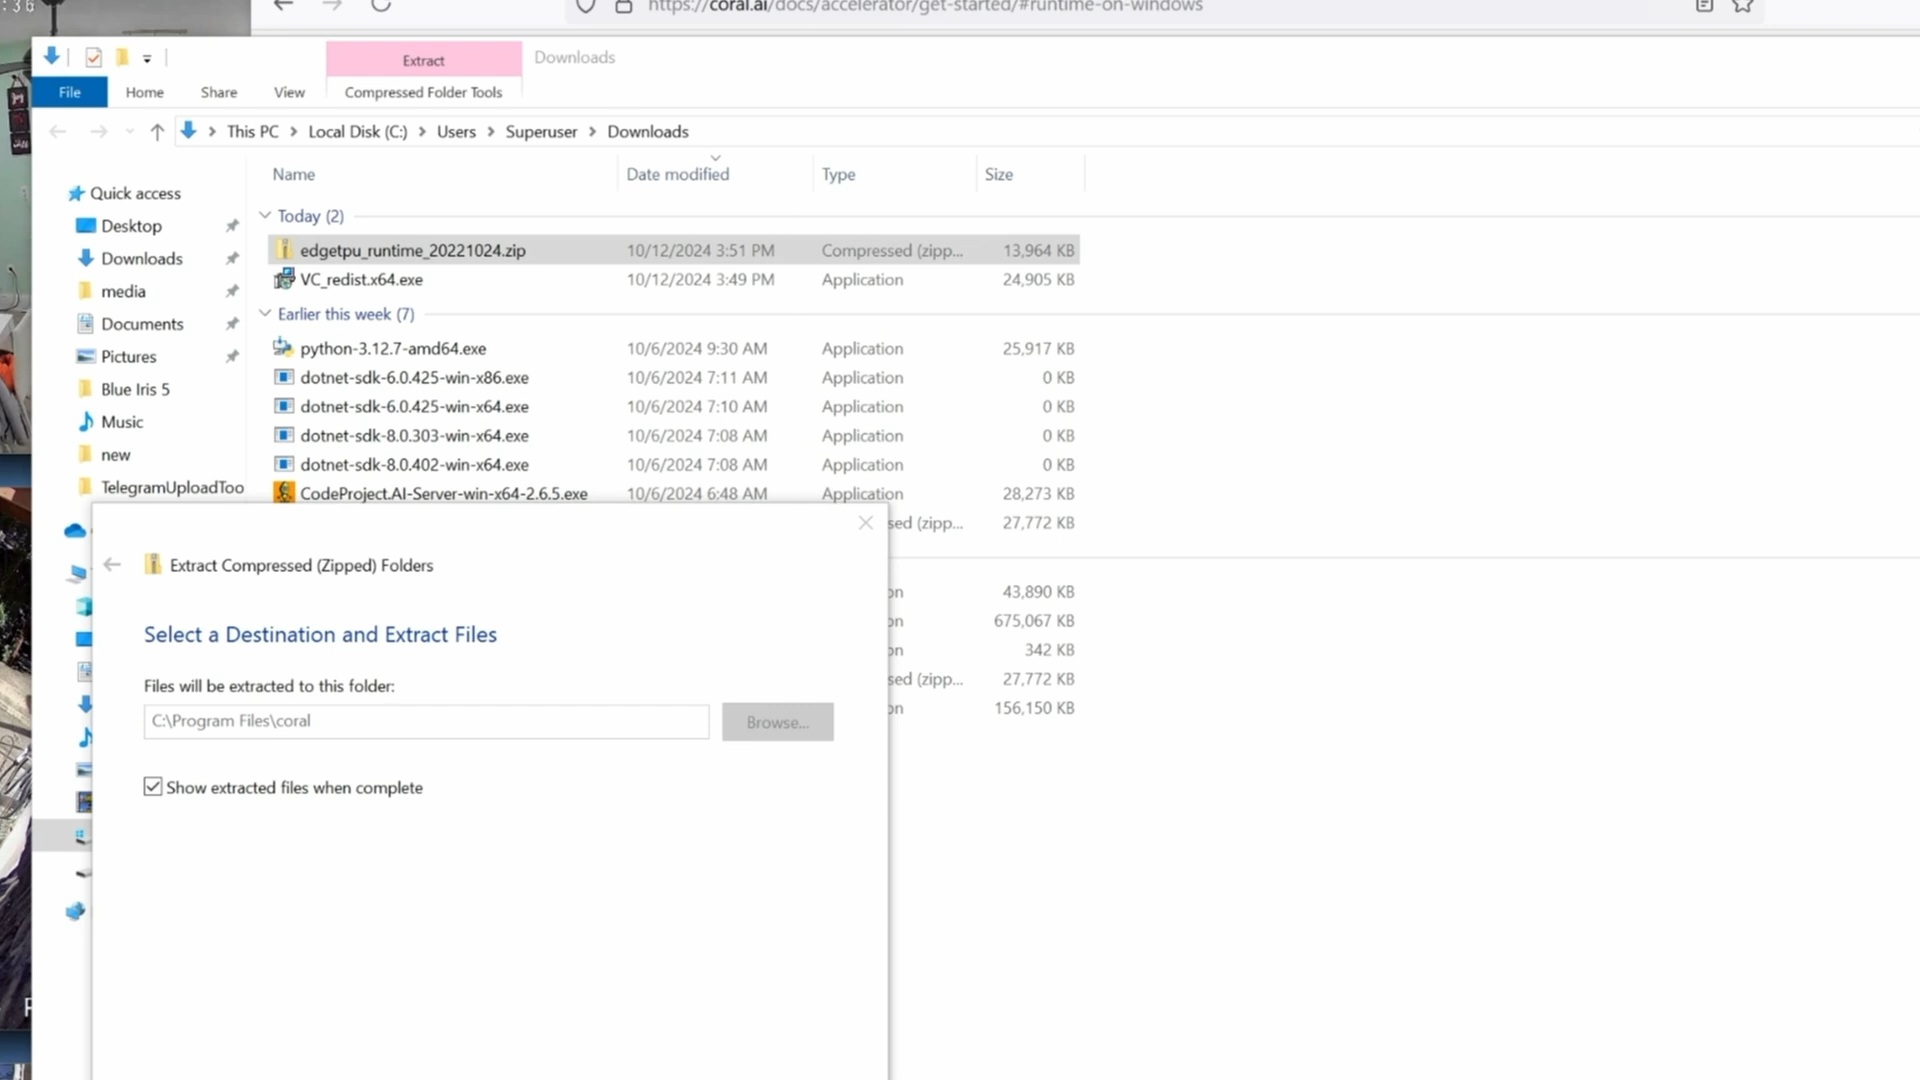 :36
https://coral.ai/docs/accelerator/get-started/#runtime-on-windows
Extract
Downloads
File
Home
Share
View
Compressed Folder Tools
This PC > Local Disk (C:) > Users > Superuser > Downloads
Name
Date modified
Type
Size
Quick access
Desktop
Downloads
media
Documents
Pictures
Blue Iris 5
Music
new
TelegramUploadToo
Today (2)
edgetpu_runtime_20221024.zip 10/12/2024 3:51 PM Compressed (zipp... 13,964 KB
VC_redist.x64.exe 10/12/2024 3:49 PM Application 24,905 KB
Earlier this week (7)
python-3.12.7-amd64.exe 10/6/2024 9:30 AM Application 25,917 KB
dotnet-sdk-6.0.425-win-x86.exe 10/6/2024 7:11 AM Application 0 KB
dotnet-sdk-6.0.425-win-x64.exe 10/6/2024 7:10 AM Application 0 KB
dotnet-sdk-8.0.303-win-x64.exe 10/6/2024 7:08 AM Application 0 KB
dotnet-sdk-8.0.402-win-x64.exe 10/6/2024 7:08 AM Application 0 KB
CodeProject.AI-Server-win-x64-2.6.5.exe 10/6/2024 6:48 AM Application 28,273 KB
sed (zipp... 27,772 KB
on 43,890 KB
on 675,067 KB
on 342 KB
sed (zipp... 27,772 KB
on 156,150 KB
Extract Compressed (Zipped) Folders
Select a Destination and Extract Files
Files will be extracted to this folder:
C:\Program Files\coral
Browse...
Show extracted files when complete